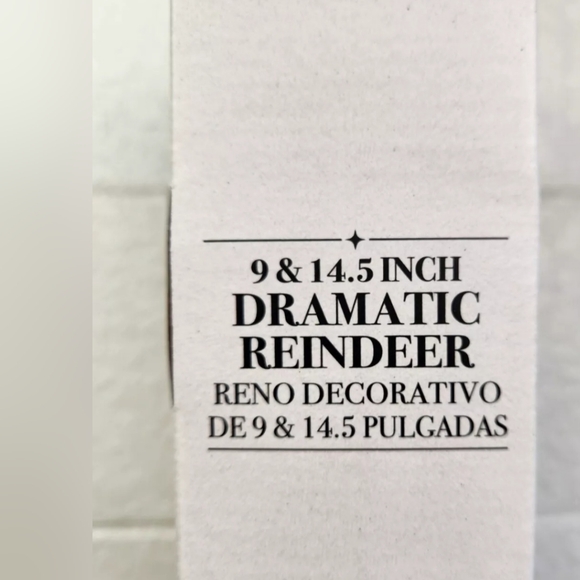 9 & 14.5 INCH
DRAMATIC
REINDEER
RENO DECORATIVO
DE 9 & 14.5 PULGADAS